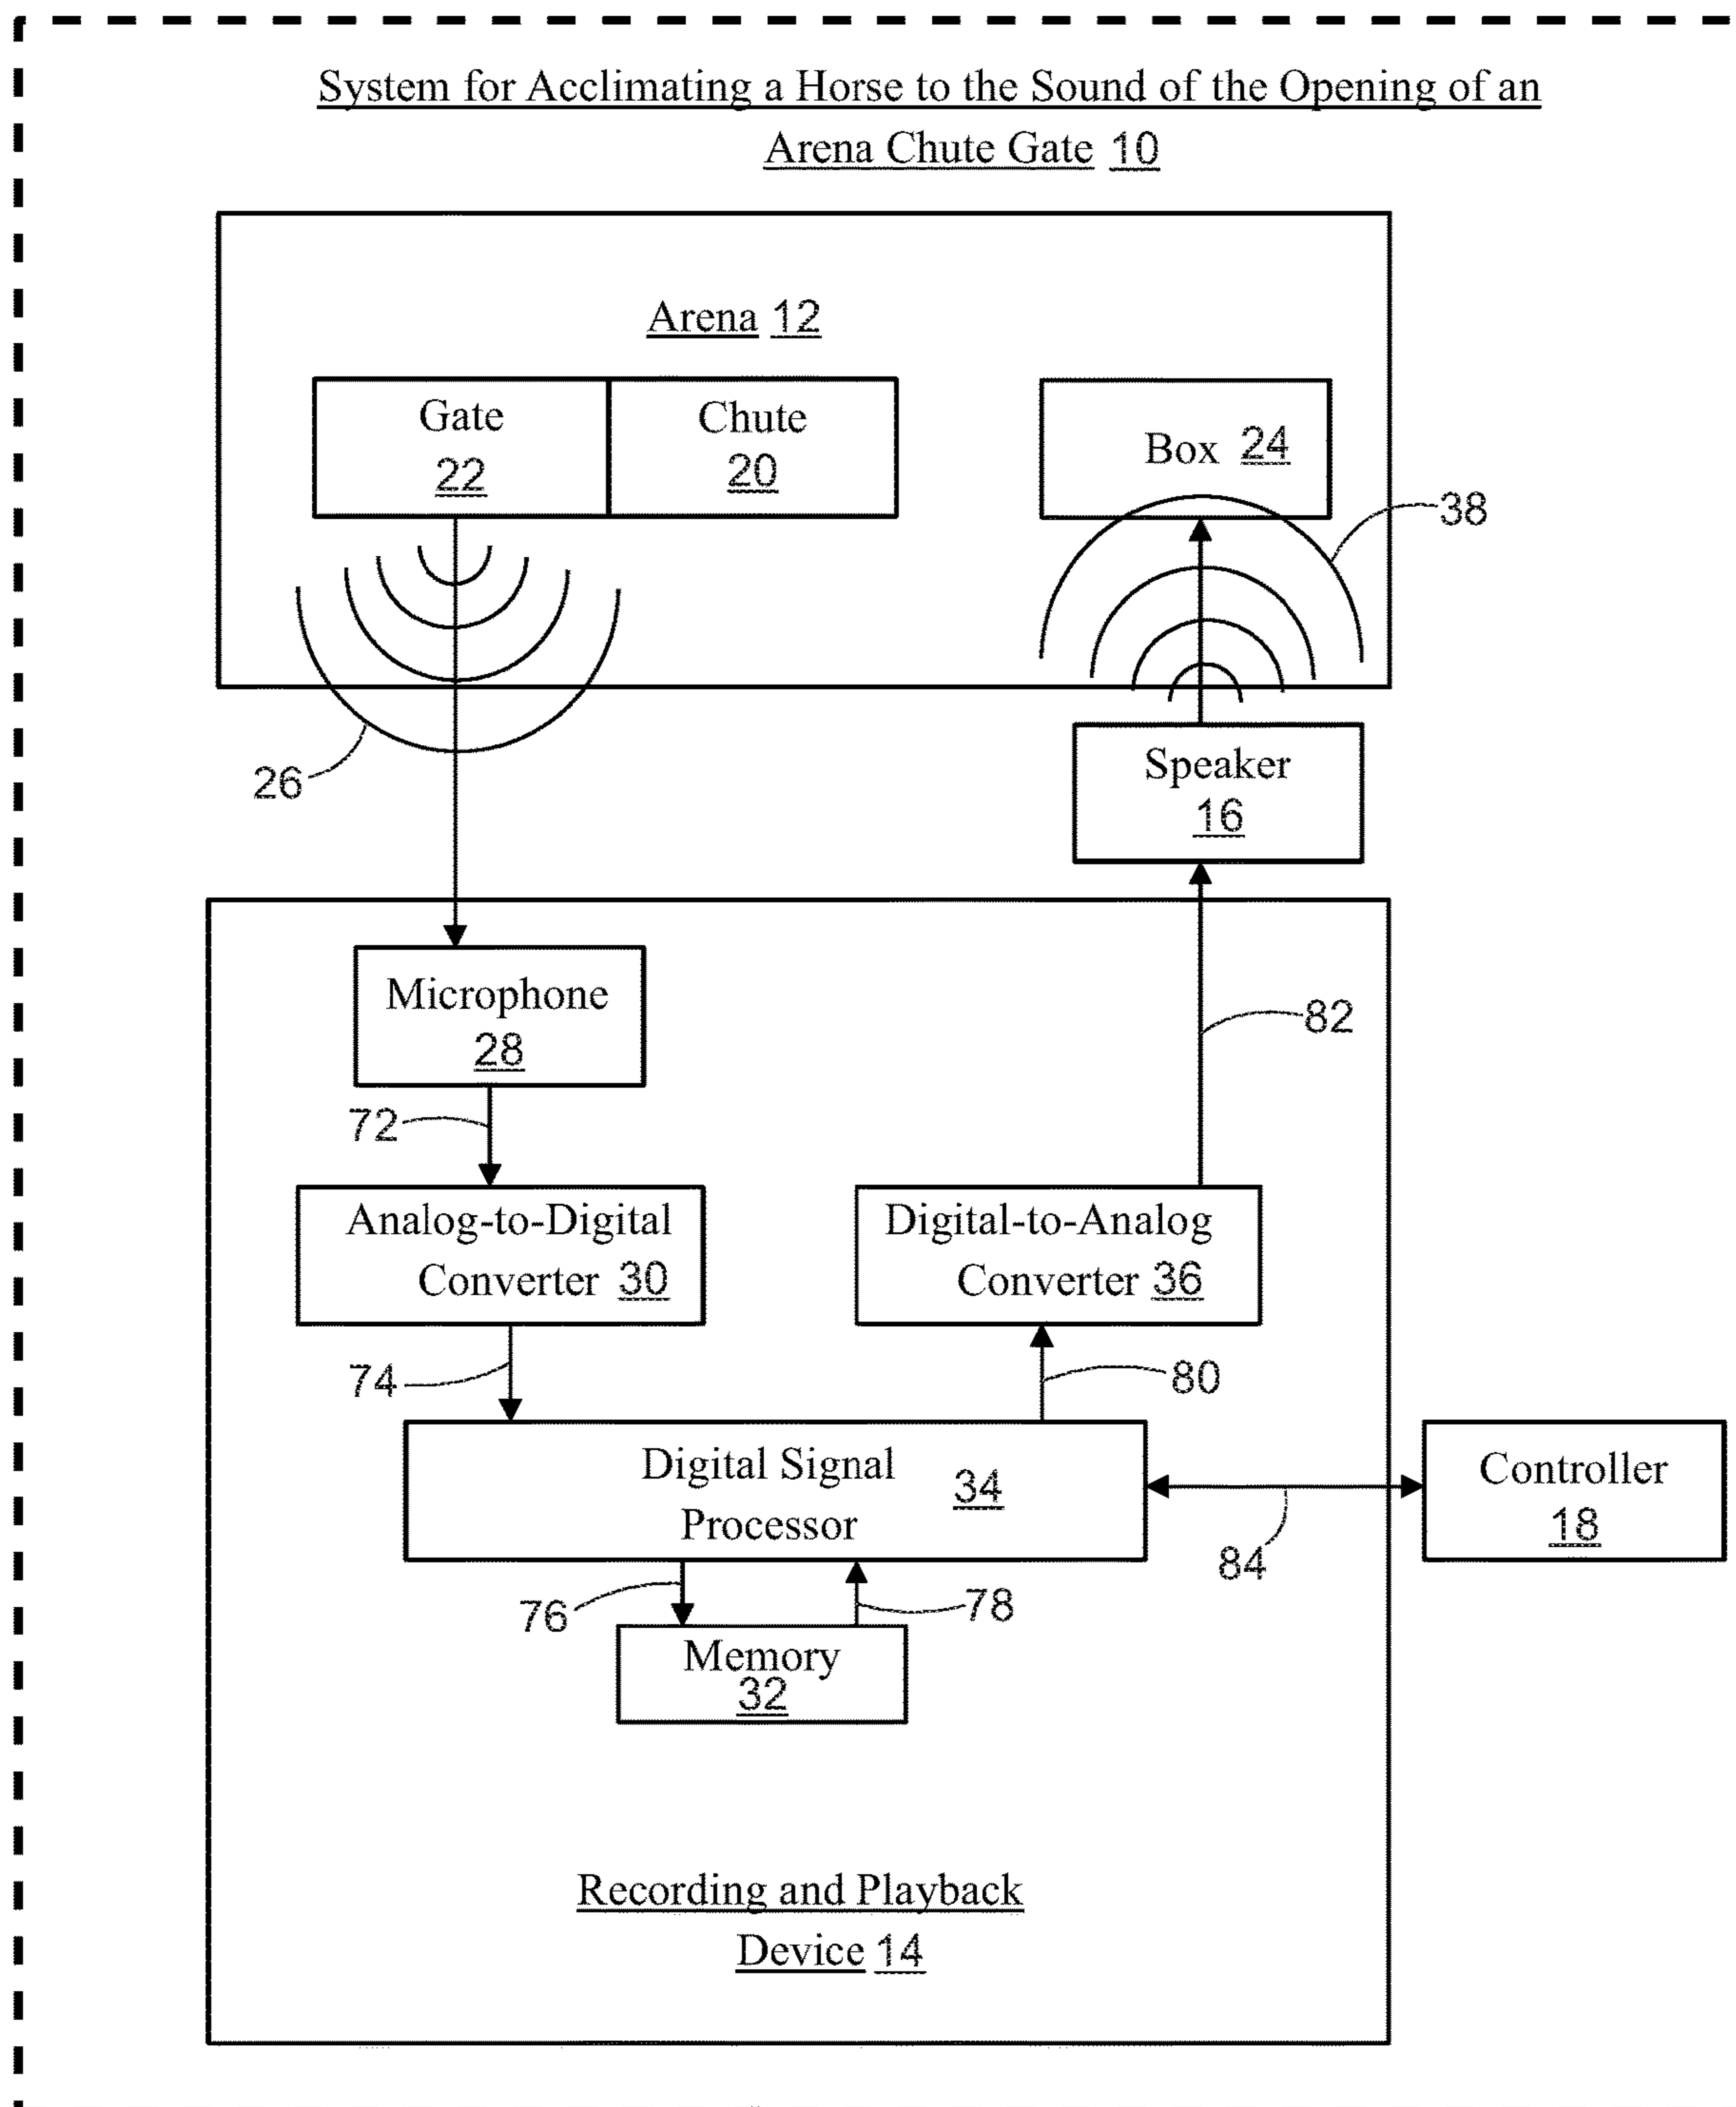 System for Acclimating a Horse to the Sound of the Opening of an
Arena Chute Gate 10
Arena 12
Gate
22
Chute
20
Box 24
38
26
Speaker
16
Microphone
28
82
72
Analog-to-Digital
Converter 30
Digital-to-Analog
Converter 36
74
80
Digital Signal
Processor
34
Controller
18
84
76
78
Memory
32
Recording and Playback
Device 14